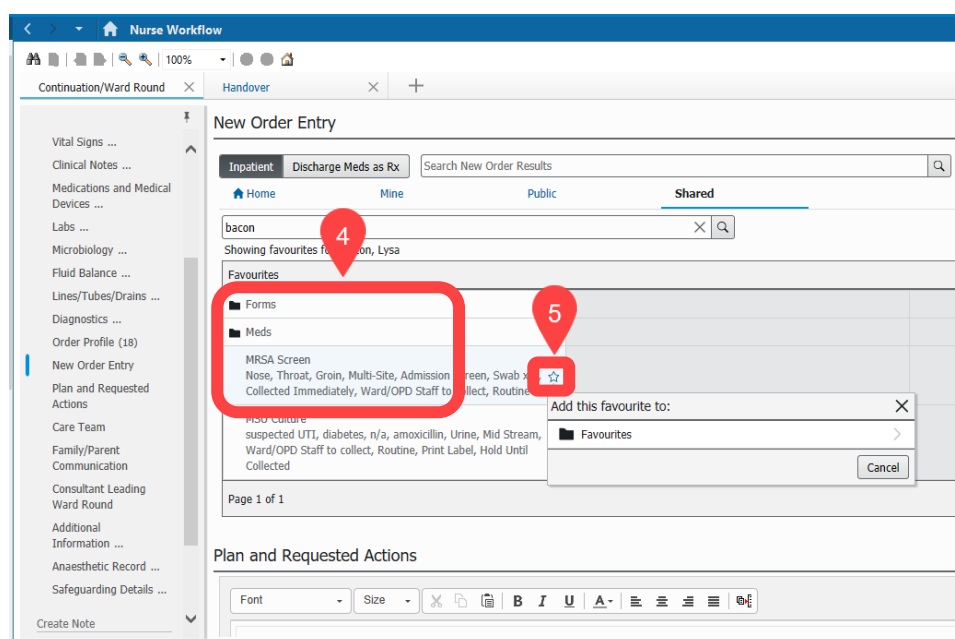 Nurse Workflow
100%
Continuation/Ward Round
Handover
New Order Entry
Vital Signs ...
Clinical Notes ...
Medications and Medical
Devices ...
Labs ...
Microbiology ...
Fluid Balance ...
Lines/Tubes/Drains ...
Diagnostics ...
Order Profile (18)
New Order Entry
Plan and Requested
Actions
Care Team
Family/Parent
Communication
Consultant Leading
Ward Round
Additional
Information ...
Anaesthetic Record ...
Safeguarding Details ...
Create Note
Inpatient Discharge Meds as Rx Search New Order Results
Home Mine Public Shared
bacon
4
Showing favourites Lysa
Favourites
Forms
5
Meds
MRSA Screen
Nose, Throat, Groin, Multi-Site, Admission Swab
Collected Immediately, Ward/OPD Staff to Routine
MSU Culture
suspected UTI, diabetes, n/a, amoxicillin, Urine, Mid Stream,
Ward/OPD Staff to collect, Routine, Print Label, Hold Until
Collected
Add this favourite to:
Favourites
Cancel
Page 1 of 1
Plan and Requested Actions
Font Size B I U A